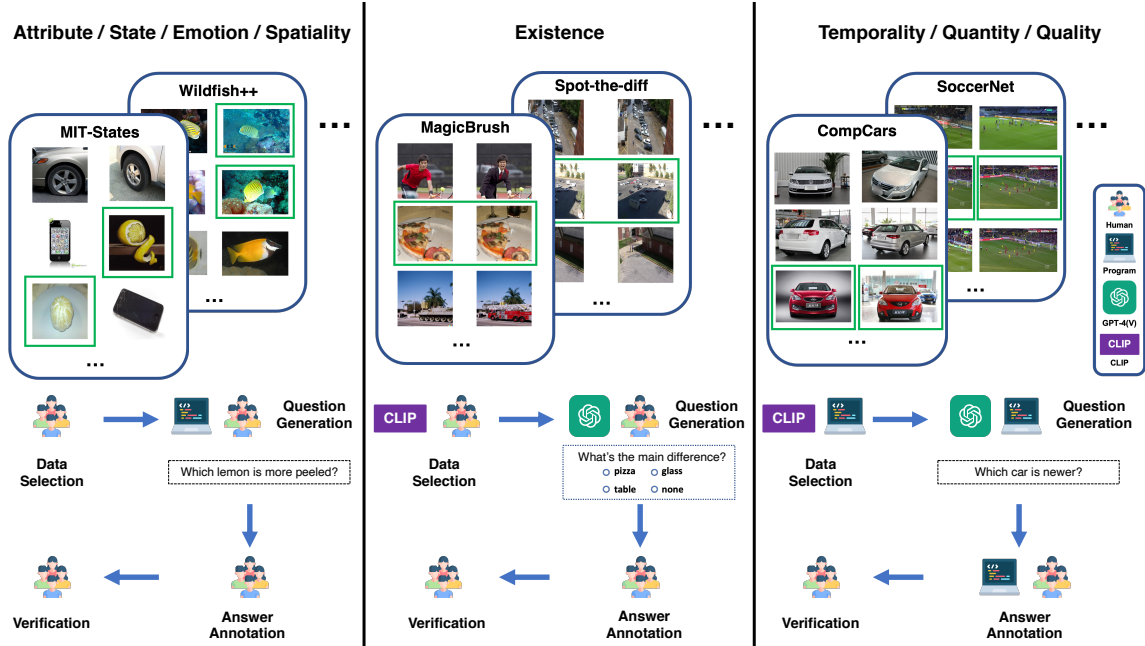 Attribute / State / Emotion / Spatiality
Wildfish++
MIT-States
...
...
...
Data
Selection
</>
Question
Generation
Which lemon is more peeled?
Answer
Annotation
Verification
Existence
Spot-the-diff
MagicBrush
...
...
...
CLIP
Data
Selection
Question
Generation
What's the main difference?
pizza glass
table none
Answer
Annotation
Verification
Temporality / Quantity / Quality
SoccerNet
CompCars
...
...
...
CLIP
Data
Selection
</>
Question
Generation
Which car is newer?
</>
Answer
Annotation
Verification
Human
</>
Program
GPT-4(V)
CLIP
CLIP